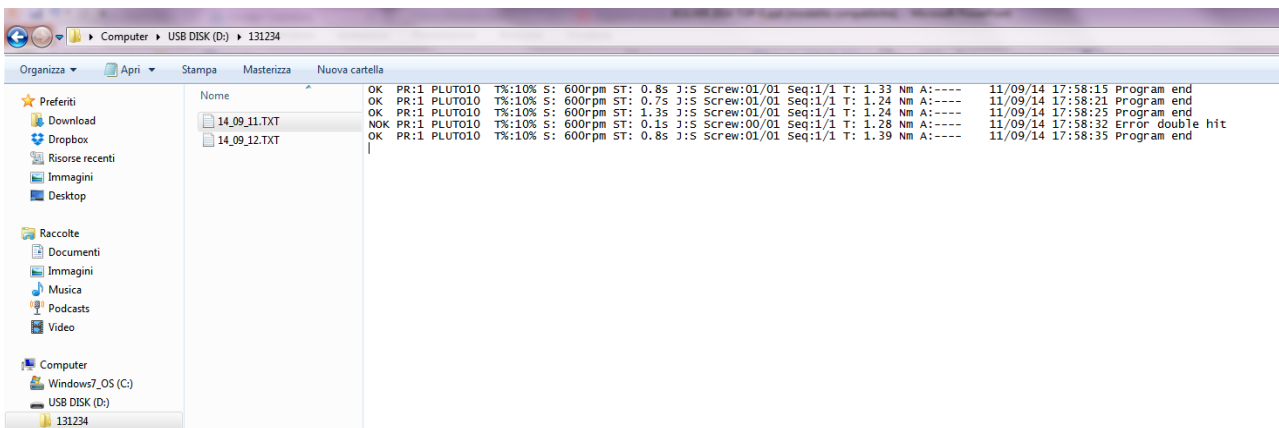 Computer ▸ USB DISK (D:) ▸ 131234
Organizza Apri Stampa Masterizza Nuova cartella
Preferiti
Download
Dropbox
Risorse recenti
Immagini
Desktop
Raccolte
Documenti
Immagini
Musica
Podcasts
Video
Computer
Windows7_OS (C:)
USB DISK (D:)
131234
Nome
14_09_11.TXT
14_09_12.TXT
OK PR:1 PLUTO10 T%:10% S: 600rpm ST: 0.8s J:S Screw:01/01 Seq:1/1 T: 1.33 Nm A:---- 11/09/14 17:58:15 Program end
OK PR:1 PLUTO10 T%:10% S: 600rpm ST: 0.7s J:S Screw:01/01 Seq:1/1 T: 1.24 Nm A:---- 11/09/14 17:58:21 Program end
OK PR:1 PLUTO10 T%:10% S: 600rpm ST: 1.3s J:S Screw:01/01 Seq:1/1 T: 1.24 Nm A:---- 11/09/14 17:58:25 Program end
NOK PR:1 PLUTO10 T%:10% S: 600rpm ST: 0.1s J:S Screw:00/01 Seq:1/1 T: 1.28 Nm A:---- 11/09/14 17:58:32 Error double hit
OK PR:1 PLUTO10 T%:10% S: 600rpm ST: 0.8s J:S Screw:01/01 Seq:1/1 T: 1.39 Nm A:---- 11/09/14 17:58:35 Program end